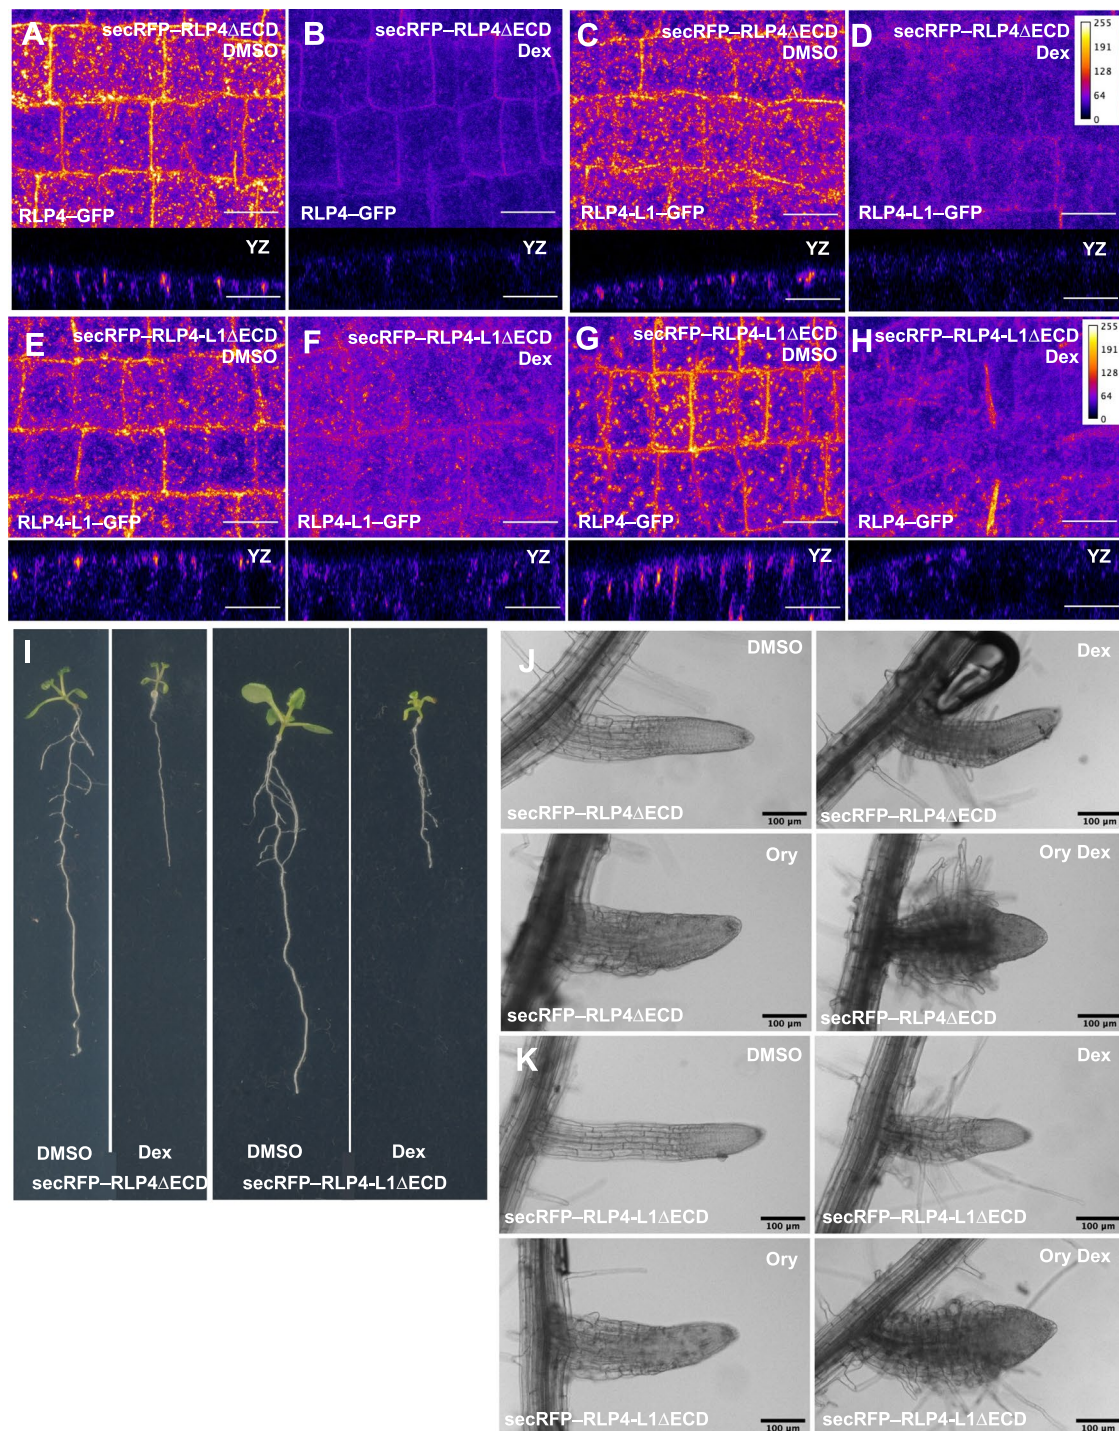 A
secRFP–RLP4ΔECD
DMSO
RLP4–GFP
YZ
B
secRFP–RLP4ΔECD
Dex
RLP4–GFP
YZ
C
secRFP–RLP4ΔECD
DMSO
RLP4-L1–GFP
YZ
D
secRFP–RLP4ΔECD
Dex
255
191
128
64
0
RLP4-L1–GFP
YZ
E
secRFP–RLP4-L1ΔECD
DMSO
RLP4-L1–GFP
YZ
F
secRFP–RLP4-L1ΔECD
Dex
RLP4-L1–GFP
YZ
G
secRFP–RLP4-L1ΔECD
DMSO
RLP4–GFP
YZ
H
secRFP–RLP4-L1ΔECD
Dex
255
191
128
64
0
RLP4–GFP
YZ
I
DMSO
Dex
secRFP–RLP4ΔECD
DMSO
Dex
secRFP–RLP4-L1ΔECD
J
DMSO
secRFP–RLP4ΔECD
100 µm
Dex
secRFP–RLP4ΔECD
100 µm
Ory
secRFP–RLP4ΔECD
100 µm
Ory Dex
secRFP–RLP4ΔECD
100 µm
K
DMSO
secRFP–RLP4-L1ΔECD
100 µm
Dex
secRFP–RLP4-L1ΔECD
100 µm
Ory
secRFP–RLP4-L1ΔECD
100 µm
Ory Dex
secRFP–RLP4-L1ΔECD
100 µm